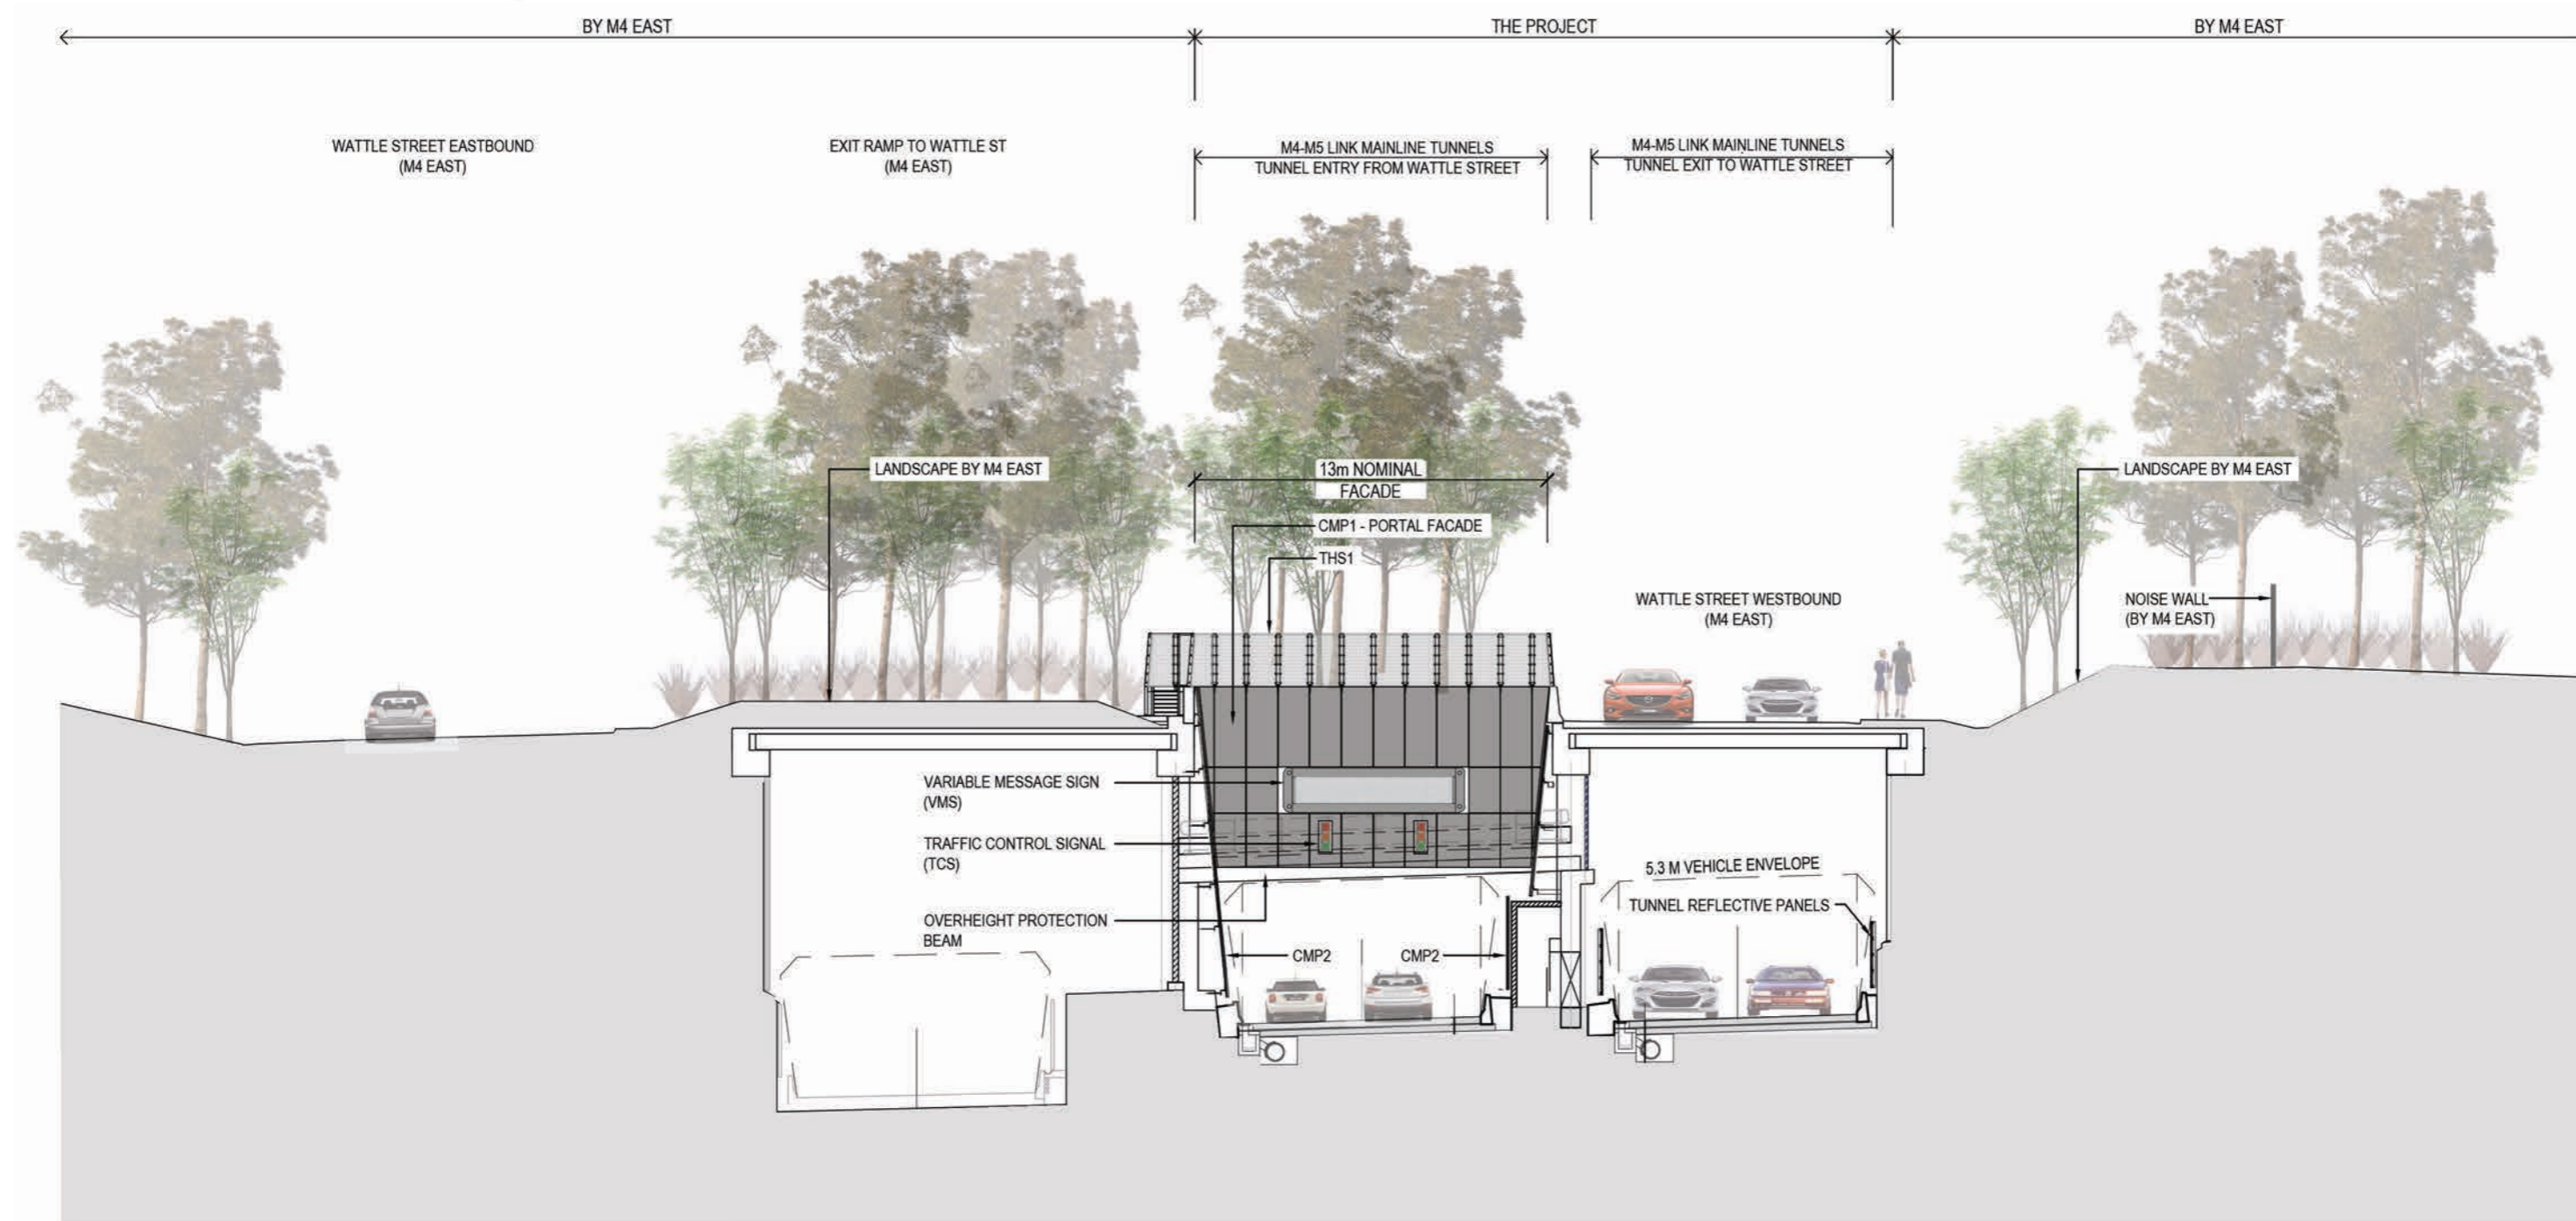 BY M4 EAST
THE PROJECT
BY M4 EAST
WATTLE STREET EASTBOUND
(M4 EAST)
EXIT RAMP TO WATTLE ST
(M4 EAST)
M4-M5 LINK MAINLINE TUNNELS
TUNNEL ENTRY FROM WATTLE STREET
M4-M5 LINK MAINLINE TUNNELS
TUNNEL EXIT TO WATTLE STREET
LANDSCAPE BY M4 EAST
13m NOMINAL
FACADE
CMP1 - PORTAL FACADE
THS1
LANDSCAPE BY M4 EAST
WATTLE STREET WESTBOUND
(M4 EAST)
NOISE WALL
(BY M4 EAST)
VARIABLE MESSAGE SIGN
(VMS)
TRAFFIC CONTROL SIGNAL
(TCS)
OVERHEIGHT PROTECTION
BEAM
CMP2
CMP2
5.3 M VEHICLE ENVELOPE
TUNNEL REFLECTIVE PANELS